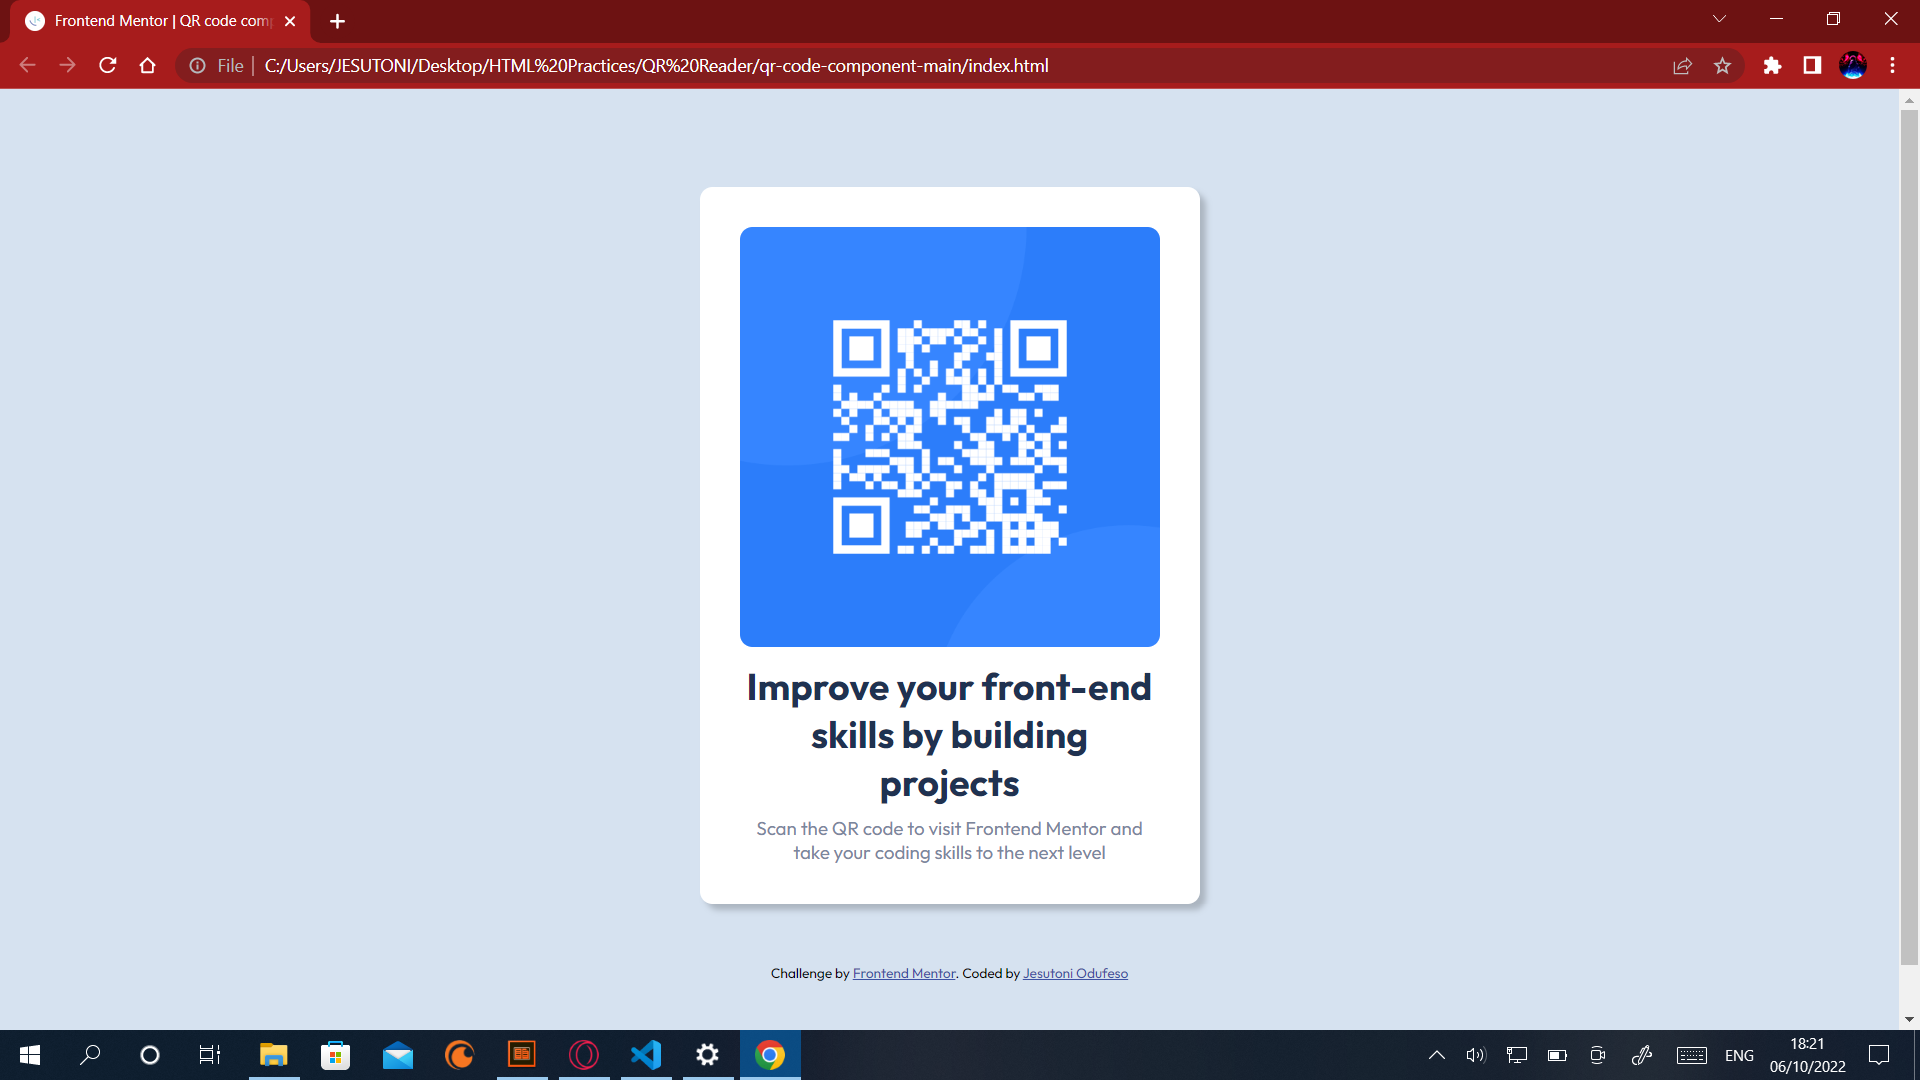 Frontend Mentor | QR code com
File | C:/Users/JESUTONI/Desktop/HTML%20Practices/QR%20Reader/qr-code-component-main/index.html
Improve your front-end
skills by building
projects
Scan the QR code to visit Frontend Mentor and
take your coding skills to the next level
Challenge by Frontend Mentor. Coded by Jesutoni Odufeso
ENG
18:21
06/10/2022